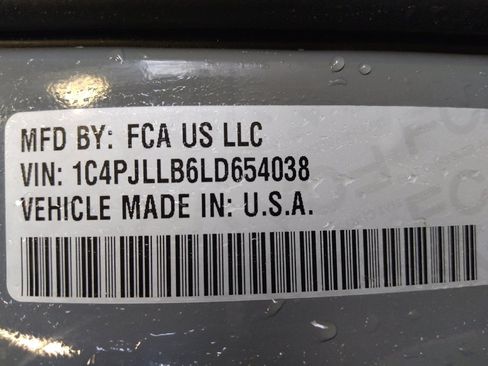 MFD BY: FCA US LLC
VIN: 1C4PJLLB6LD654038
VEHICLE MADE IN: U.S.A.